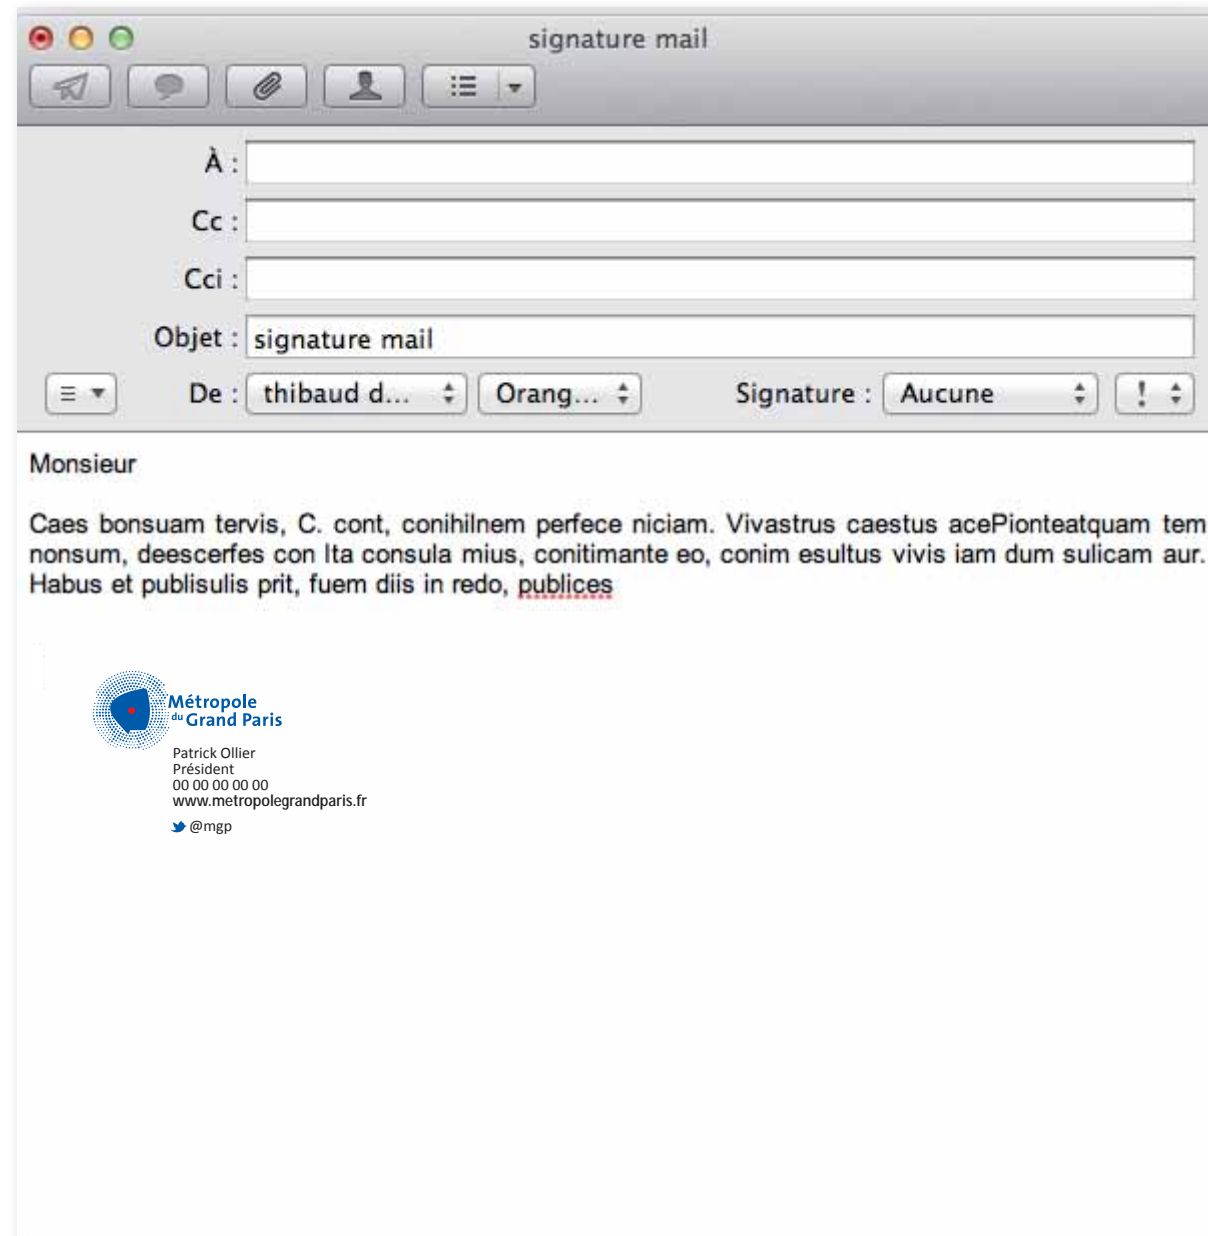 signature mail
À :
Cc :
Cci :
Objet : signature mail
De : thibaud d... Orang... Signature : Aucune !
Monsieur
Caes bonsuam tervis, C. cont, conihilnem perfece niciam. Vivastrus caestus acePionteatquam tem
nonsum, deescerfes con Ita consula mius, conitimante eo, conim esultus vivis iam dum sulicam aur.
Habus et publisulis prit, fuem diis in redo, publices
Métropole
du Grand Paris
Patrick Ollier
Président
00 00 00 00 00
www.metropolegrandparis.fr
@mgp